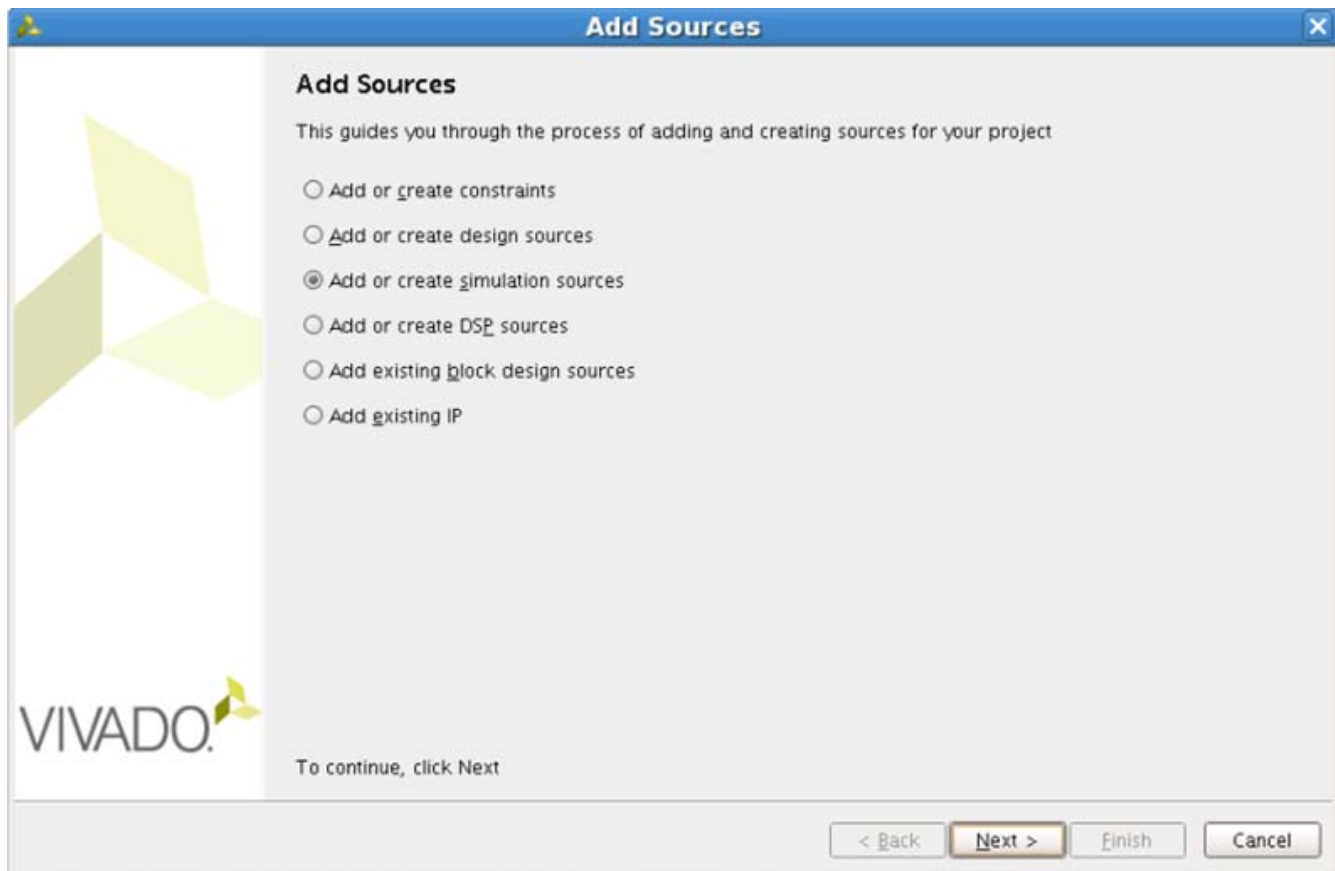 Add Sources
Add Sources
This guides you through the process of adding and creating sources for your project
Add or create constraints
Add or create design sources
Add or create simulation sources
Add or create DSP sources
Add existing block design sources
Add existing IP
VIVADO.
To continue, click Next
< Back Next > Finish Cancel